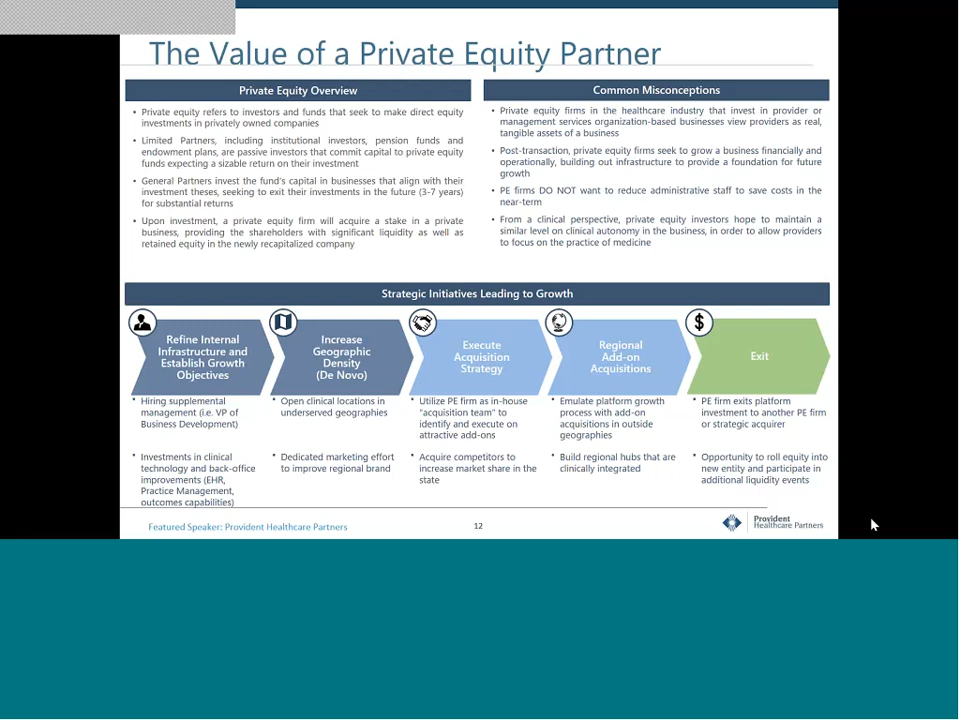 The Value of a Private Equity Partner
Private Equity Overview
• Private equity refers to investors and funds that seek to make direct equity
investments in privately owned companies
• Limited Partners, including institutional investors, pension funds and
endowment plans, are passive investors that commit capital to private equity
funds expecting a sizable return on their investment
• General Partners invest the fund's capital in businesses that align with their
investment theses, seeking to exit their investments in the future (3-7 years)
for substantial returns
• Upon investment, a private equity firm will acquire a stake in a private
business, providing the shareholders with significant liquidity as well as
retained equity in the newly recapitalized company
Common Misconceptions
• Private equity firms in the healthcare industry that invest in provider or
management services organization-based businesses view providers as real,
tangible assets of a business
• Post-transaction, private equity firms seek to grow a business financially and
operationally, building out infrastructure to provide a foundation for future
growth
• PE firms DO NOT want to reduce administrative staff to save costs in the
near-term
• From a clinical perspective, private equity investors hope to maintain a
similar level on clinical autonomy in the business, in order to allow providers
to focus on the practice of medicine
Strategic Initiatives Leading to Growth
Refine Internal
Infrastructure and
Establish Growth
Objectives
• Hiring supplemental
management (i.e. VP of
Business Development)
• Investments in clinical
technology and back-office
improvements (EHR,
Practice Management,
outcomes capabilities)
Increase
Geographic
Density
(De Novo)
• Open clinical locations in
underserved geographies
• Dedicated marketing effort
to improve regional brand
Execute
Acquisition
Strategy
• Utilize PE firm as in-house
"acquisition team" to
identify and execute on
attractive add-ons
• Acquire competitors to
increase market share in the
state
Regional
Add-on
Acquisitions
• Emulate platform growth
process with add-on
acquisitions in outside
geographies
• Build regional hubs that are
clinically integrated
$
Exit
• PE firm exits platform
investment to another PE firm
or strategic acquirer
• Opportunity to roll equity into
new entity and participate in
additional liquidity events
Featured Speaker: Provident Healthcare Partners
12
Provident
Healthcare Partners